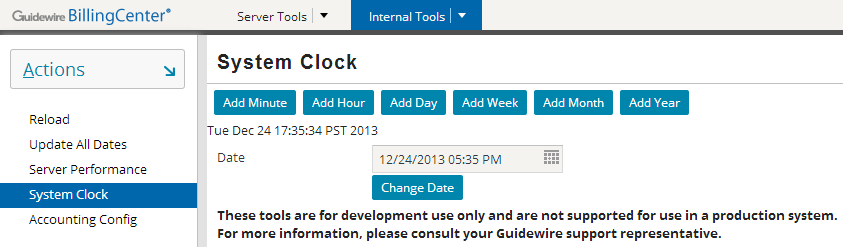 Guidewire BillingCenter® Server Tools Internal Tools
Actions
Reload
Update All Dates
Server Performance
System Clock
Accounting Config
System Clock
Add Minute Add Hour Add Day Add Week Add Month Add Year
Tue Dec 24 17:35:34 PST 2013
Date 12/24/2013 05:35 PM
Change Date
These tools are for development use only and are not supported for use in a production system.
For more information, please consult your Guidewire support representative.